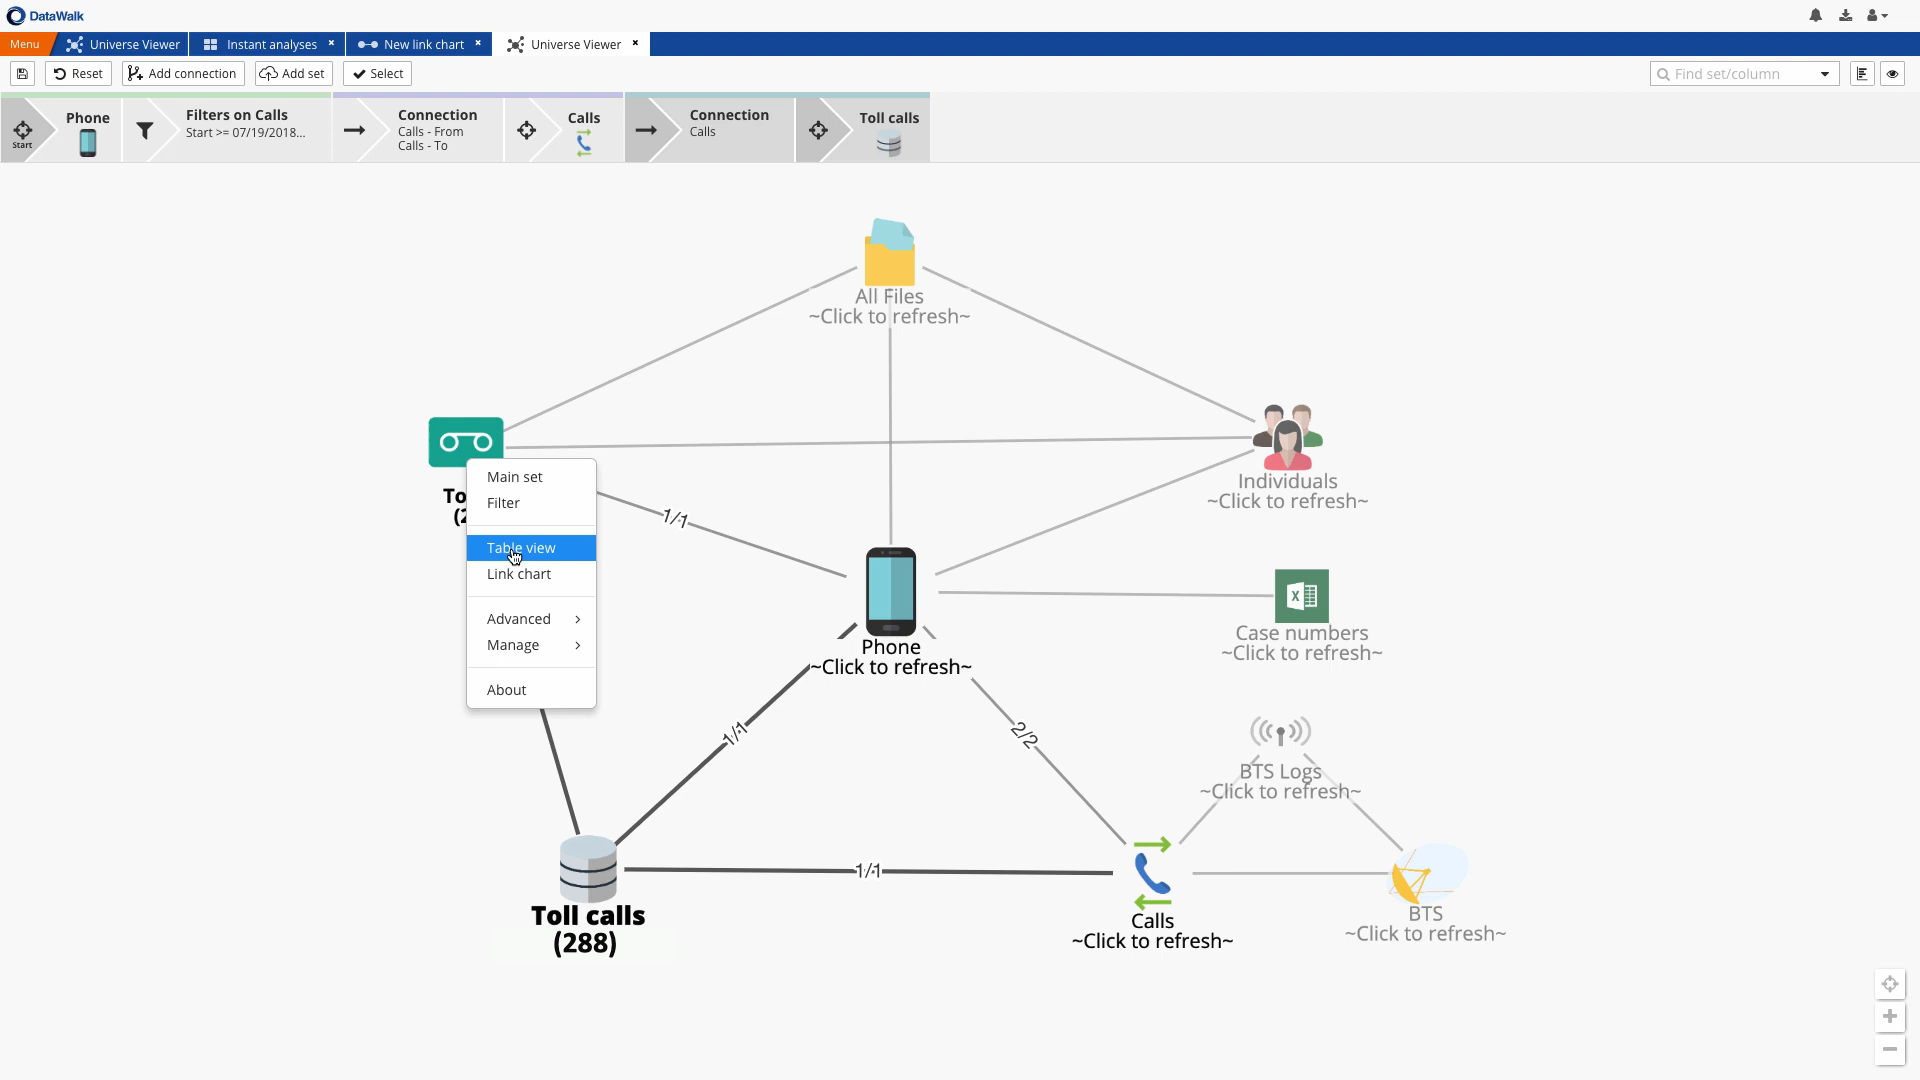 DataWalk
Menu
Universe Viewer
Instant analyses
New link chart
Universe Viewer
Reset
Add connection
Add set
Select
Find set/column
Start
Phone
Filters on Calls
Start >= 07/19/2018...
Connection
Calls - From
Calls - To
Calls
Connection
Calls
Toll calls
All Files
~Click to refresh~
Individuals
~Click to refresh~
Main set
Filter
Table view
Link chart
Advanced
Manage
About
1/1
Phone
~Click to refresh~
Case numbers
~Click to refresh~
1/1
2/2
BTS Logs
~Click to refresh~
1/1
Toll calls
(288)
Calls
~Click to refresh~
BTS
~Click to refresh~